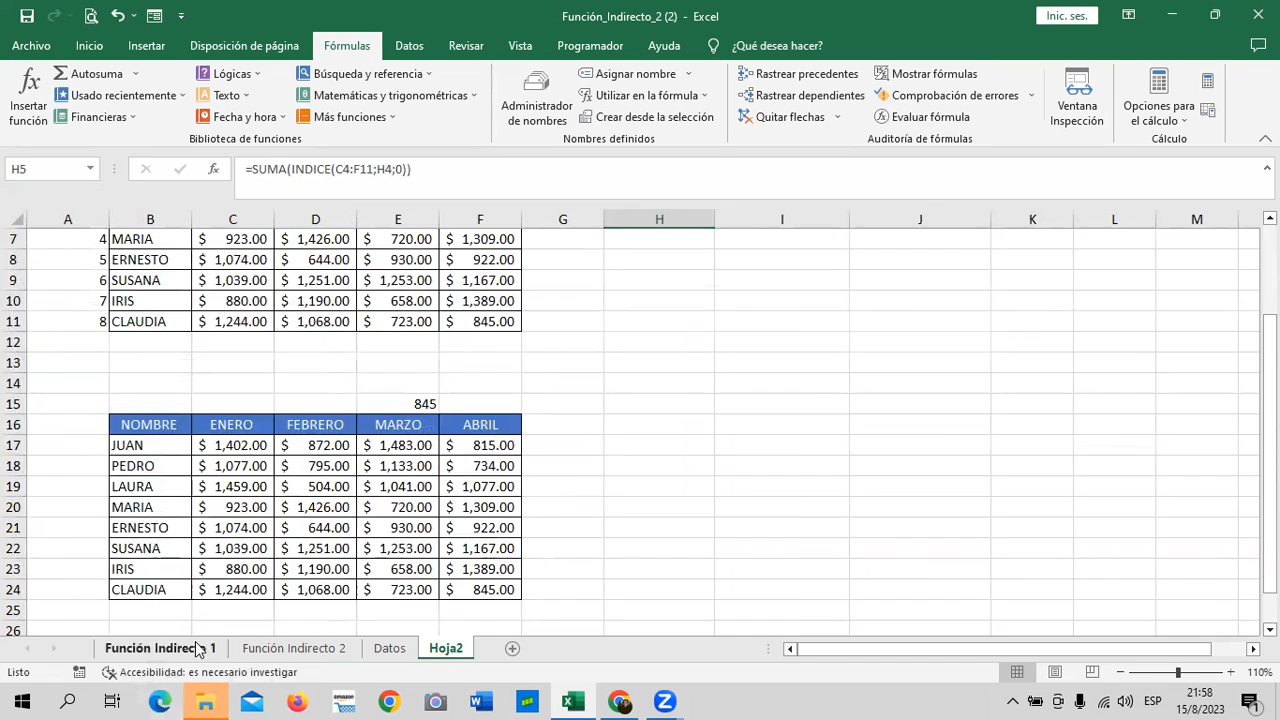 Función_Indirecto_2 (2) - Excel
Inic. ses.
Archivo Inicio Insertar Disposición de página Fórmulas Datos Revisar Vista Programador Ayuda ¿Qué desea hacer?
Insertar función
Autosuma
Usado recientemente
Financieras
Lógicas
Texto
Fecha y hora
Búsqueda y referencia
Matemáticas y trigonométricas
Más funciones
Biblioteca de funciones
Administrador de nombres
Asignar nombre
Utilizar en la fórmula
Crear desde la selección
Nombres definidos
Rastrear precedentes
Rastrear dependientes
Quitar flechas
Mostrar fórmulas
Comprobación de errores
Evaluar fórmula
Auditoría de fórmulas
Ventana Inspección
Opciones para el cálculo
Cálculo
H5 fx =SUMA(INDICE(C4:F11;H4;0))
A B C D E F G H I J K L M
7 4 MARIA $ 923.00 $ 1,426.00 $ 720.00 $ 1,309.00
8 5 ERNESTO $ 1,074.00 $ 644.00 $ 930.00 $ 922.00
9 6 SUSANA $ 1,039.00 $ 1,251.00 $ 1,253.00 $ 1,167.00
10 7 IRIS $ 880.00 $ 1,190.00 $ 658.00 $ 1,389.00
11 8 CLAUDIA $ 1,244.00 $ 1,068.00 $ 723.00 $ 845.00
12
13
14
15 845
16 NOMBRE ENERO FEBRERO MARZO ABRIL
17 JUAN $ 1,402.00 $ 872.00 $ 1,483.00 $ 815.00
18 PEDRO $ 1,077.00 $ 795.00 $ 1,133.00 $ 734.00
19 LAURA $ 1,459.00 $ 504.00 $ 1,041.00 $ 1,077.00
20 MARIA $ 923.00 $ 1,426.00 $ 720.00 $ 1,309.00
21 ERNESTO $ 1,074.00 $ 644.00 $ 930.00 $ 922.00
22 SUSANA $ 1,039.00 $ 1,251.00 $ 1,253.00 $ 1,167.00
23 IRIS $ 880.00 $ 1,190.00 $ 658.00 $ 1,389.00
24 CLAUDIA $ 1,244.00 $ 1,068.00 $ 723.00 $ 845.00
25
26
Función Indirecto 1 Función Indirecto 2 Datos Hoja2
Listo Accesibilidad: es necesario investigar 110%
ESP 21:58
15/8/2023